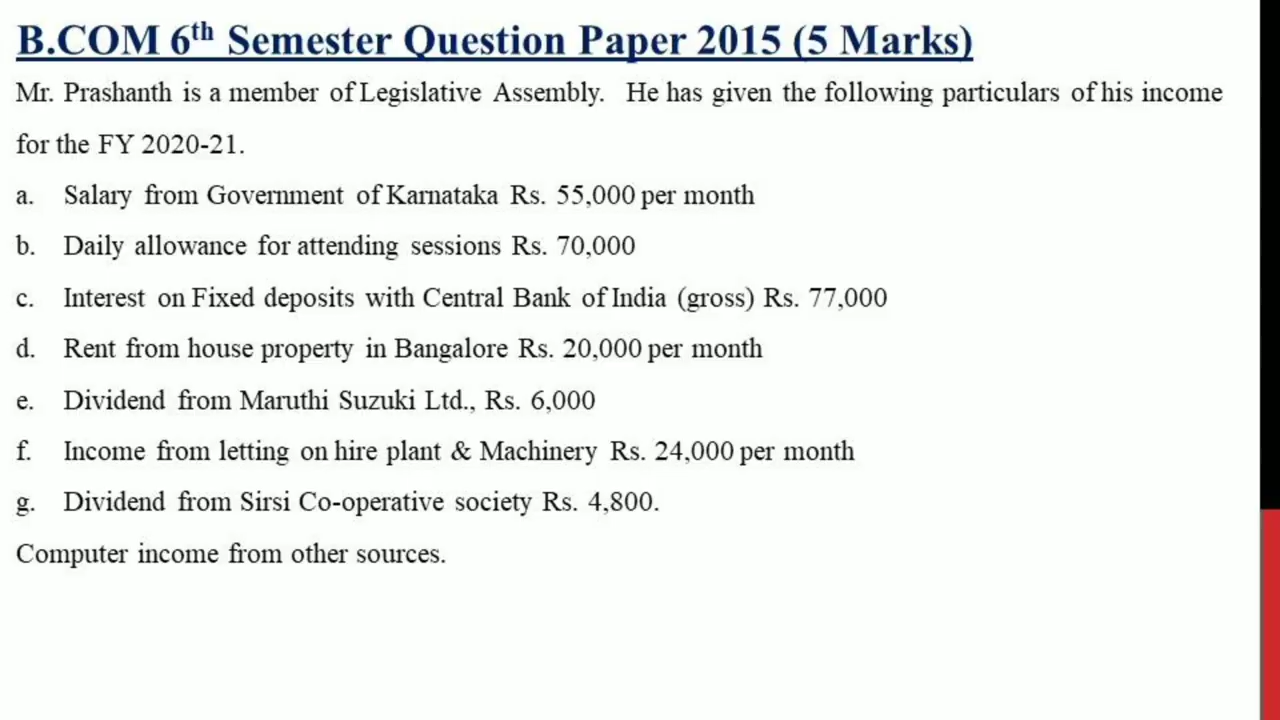 B.COM 6th Semester Question Paper 2015 (5 Marks)
Mr. Prashanth is a member of Legislative Assembly. He has given the following particulars of his income
for the FY 2020-21.
a. Salary from Government of Karnataka Rs. 55,000 per month
b. Daily allowance for attending sessions Rs. 70,000
c. Interest on Fixed deposits with Central Bank of India (gross) Rs. 77,000
d. Rent from house property in Bangalore Rs. 20,000 per month
e. Dividend from Maruthi Suzuki Ltd., Rs. 6,000
f. Income from letting on hire plant & Machinery Rs. 24,000 per month
g. Dividend from Sirsi Co-operative society Rs. 4,800.
Computer income from other sources.